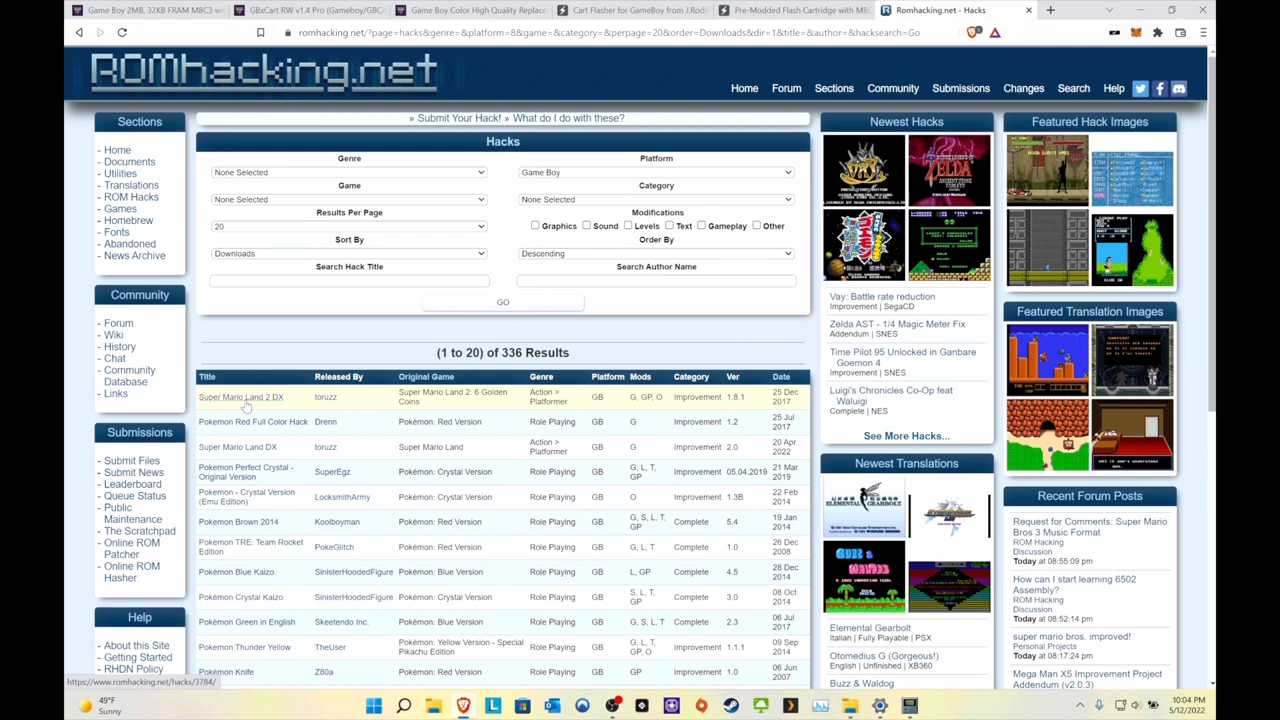 Game Boy 2MB, 32KB FRAM MBC3 wi
GBxCart RW v1.4 Pro (Gameboy/GBC/
Game Boy Color High Quality Replace
Cart Flasher for GameBoy from J.Rodr
Pre-Modded Flash Cartridge with MBC
Romhacking.net - Hacks
romhacking.net/?page=hacks&genre=&platform=8&game=&category=&perpage=20&order=Downloads&dir=1&title=&author=&hacksearch=Go
ROMhacking.net
Home Forum Sections Community Submissions Changes Search Help
Sections
- Home
- Documents
- Utilities
- Translations
- ROM Hacks
- Games
- Homebrew
- Fonts
- Abandoned
- News Archive
Community
- Forum
- Wiki
- History
- Chat
- Community
Database
- Links
Submissions
- Submit Files
- Submit News
- Leaderboard
- Queue Status
- Public
Maintenance
- The Scratchpad
- Online ROM
Patcher
- Online ROM
Hasher
Help
- About this Site
- Getting Started
- RHDN Policy
» Submit Your Hack! » What do I do with these?
Hacks
Genre Platform
None Selected Game Boy
Game Category
None Selected None Selected
Results Per Page Modifications
20 Graphics Sound Levels Text Gameplay Other
Sort By Order By
Downloads Descending
Search Hack Title Search Author Name
GO
(1 to 20) of 336 Results
Title Released By Original Game Genre Platform Mods Category Ver Date
Super Mario Land 2 DX toruzz Super Mario Land 2: 6 Golden Coins Action > Platformer GB G, GP, O Improvement 1.8.1 25 Dec 2017
Pokemon Red Full Color Hack Drenn Pokémon: Red Version Role Playing GB G Improvement 1.2 25 Jul 2017
Super Mario Land DX toruzz Super Mario Land Action > Platformer GB G Improvement 2.0 20 Apr 2022
Pokemon Perfect Crystal - Original Version SuperEgz Pokémon: Crystal Version Role Playing GB G, L, T, GP Improvement 05.04.2019 21 Mar 2019
Pokemon - Crystal Version (Emu Edition) LocksmithArmy Pokémon: Crystal Version Role Playing GB O Improvement 1.3B 22 Feb 2014
Pokemon Brown 2014 Koolboyman Pokémon: Red Version Role Playing GB G, S, L, T Complete 5.4 19 Jan 2014
Pokemon TRE: Team Rocket Edition PokeGlitch Pokémon: Red Version Role Playing GB G, L, T Complete 1.0 26 Dec 2008
Pokémon Blue Kaizo SinisterHoodedFigure Pokémon: Blue Version Role Playing GB L, GP Complete 4.5 28 Dec 2014
Pokémon Crystal Kaizo SinisterHoodedFigure Pokémon: Crystal Version Role Playing GB S, L, T, GP Complete 3.0 08 Oct 2014
Pokémon Green in English Skeetendo Inc. Pokémon: Blue Version Role Playing GB G, S, L, T Complete 2.3 06 Jul 2017
Pokemon Thunder Yellow TheUser Pokémon: Yellow Version - Special Pikachu Edition Role Playing GB G, L, T, GP, O Improvement 1.1.1 09 Sep 2014
Pokemon Knife Z80a Pokémon: Red Version Role Playing GB G, S, L, T Complete 1.0 06 Jun 2007
Newest Hacks
Vay: Battle rate reduction
Improvement | SegaCD
Zelda AST - 1/4 Magic Meter Fix
Addendum | SNES
Time Pilot 95 Unlocked in Ganbare
Goemon 4
Improvement | SNES
Luigi's Chronicles Co-Op feat
Waluigi
Complete | NES
See More Hacks...
Newest Translations
Elemental Gearbolt
Italian | Fully Playable | PSX
Otomedius G (Gorgeous!)
English | Unfinished | XB360
Buzz & Waldog
Featured Hack Images
Featured Translation Images
Recent Forum Posts
Request for Comments: Super Mario
Bros 3 Music Format
ROM Hacking
Discussion
Today at 08:55:09 pm
How can I start learning 6502
Assembly?
ROM Hacking
Discussion
Today at 08:52:14 pm
super mario bros. improved!
Personal Projects
Today at 08:17:24 pm
Mega Man X5 Improvement Project
Addendum (v2.0.3)
https://www.romhacking.net/hacks/3784/
49°F
Sunny
10:04 PM
5/12/2022